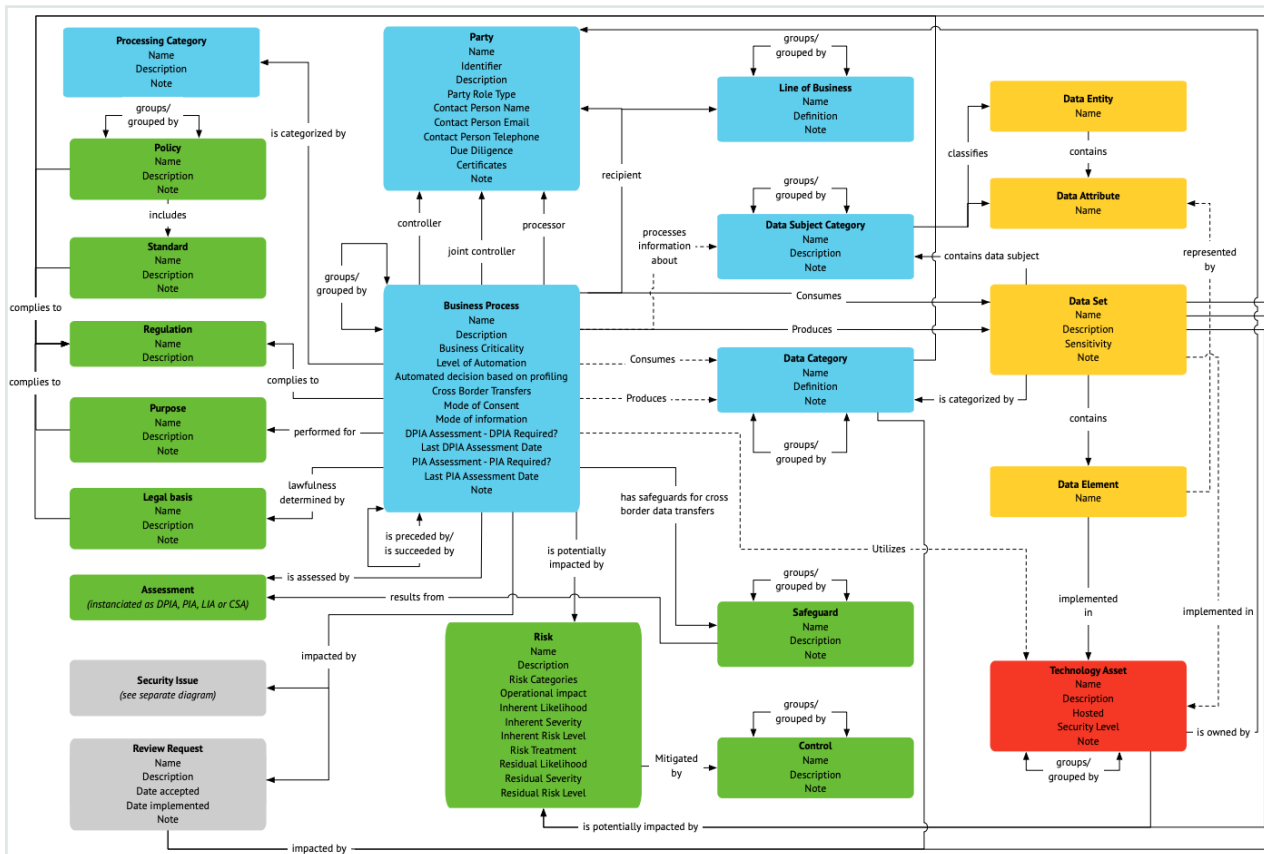 Processing Category
Name
Description
Note
groups/
grouped by
Policy
Name
Description
Note
includes
Standard
Name
Description
Note
complies to
Regulation
Name
Description
complies to
Purpose
Name
Description
Note
Legal basis
Name
Description
Note
Assessment
(instanciated as DPIA, PIA, LIA or CSA)
Security Issue
(see separate diagram)
Review Request
Name
Description
Date accepted
Date implemented
Note
is categorized by
Party
Name
Identifier
Description
Party Role Type
Contact Person Name
Contact Person Email
Contact Person Telephone
Due Diligence
Certificates
Note
controller
joint controller
processor
recipient
groups/
grouped by
complies to
performed for
lawfulness
determined by
Business Process
Name
Description
Business Criticality
Level of Automation
Automated decision based on profiling
Cross Border Transfers
Mode of Consent
Mode of information
DPIA Assessment - DPIA Required?
Last DPIA Assessment Date
PIA Assessment - PIA Required?
Last PIA Assessment Date
Note
is preceded by/
is succeeded by
is assessed by
results from
impacted by
is potentially
impacted by
Risk
Name
Description
Risk Categories
Operational impact
Inherent Likelihood
Inherent Severity
Inherent Risk Level
Risk Treatment
Residual Likelihood
Residual Severity
Residual Risk Level
Mitigated
by
is potentially impacted by
impacted by
groups/
grouped by
Line of Business
Name
Definition
Note
groups/
grouped by
Data Subject Category
Name
Description
Note
processes
information
about
contains data subject
Consumes
Produces
Consumes
Produces
Data Category
Name
Definition
Note
groups/
grouped by
is categorized by
has safeguards for cross
border data transfers
Utilizes
groups/
grouped by
Safeguard
Name
Description
Note
groups/
grouped by
Control
Name
Description
Note
classifies
Data Entity
Name
contains
Data Attribute
Name
represented
by
Data Set
Name
Description
Sensitivity
Note
contains
Data Element
Name
implemented
in
implemented in
Technology Asset
Name
Description
Hosted
Security Level
Note
groups/
grouped by
is owned by